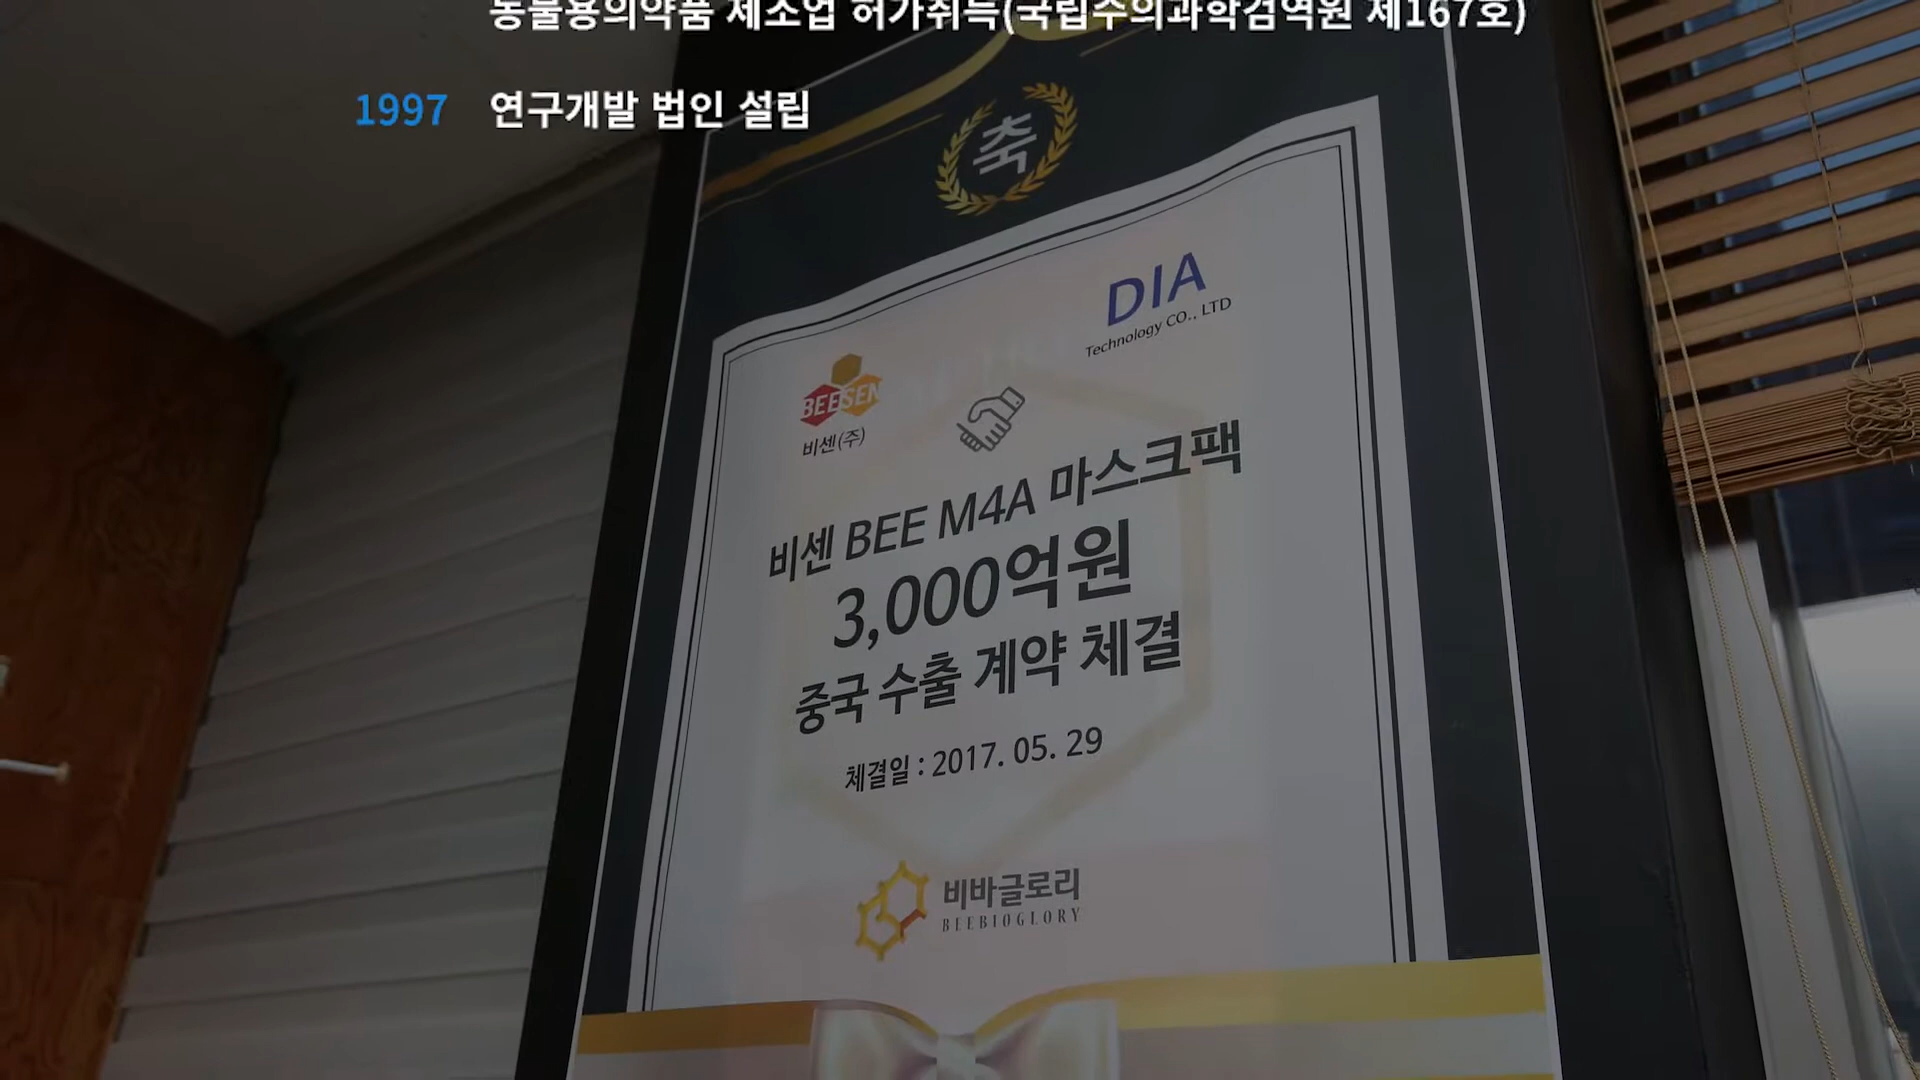 동물용의약품 제조업 허가취득(국립수의과학검역원 제167호)
1997 연구개발 법인 설립
축
DIA
Technology CO., LTD
BEESEN
비센(주)
비센 BEE M4A 마스크팩
3,000억원
중국 수출 계약 체결
체결일 : 2017. 05. 29
비바글로리
BEEBIOGLORY